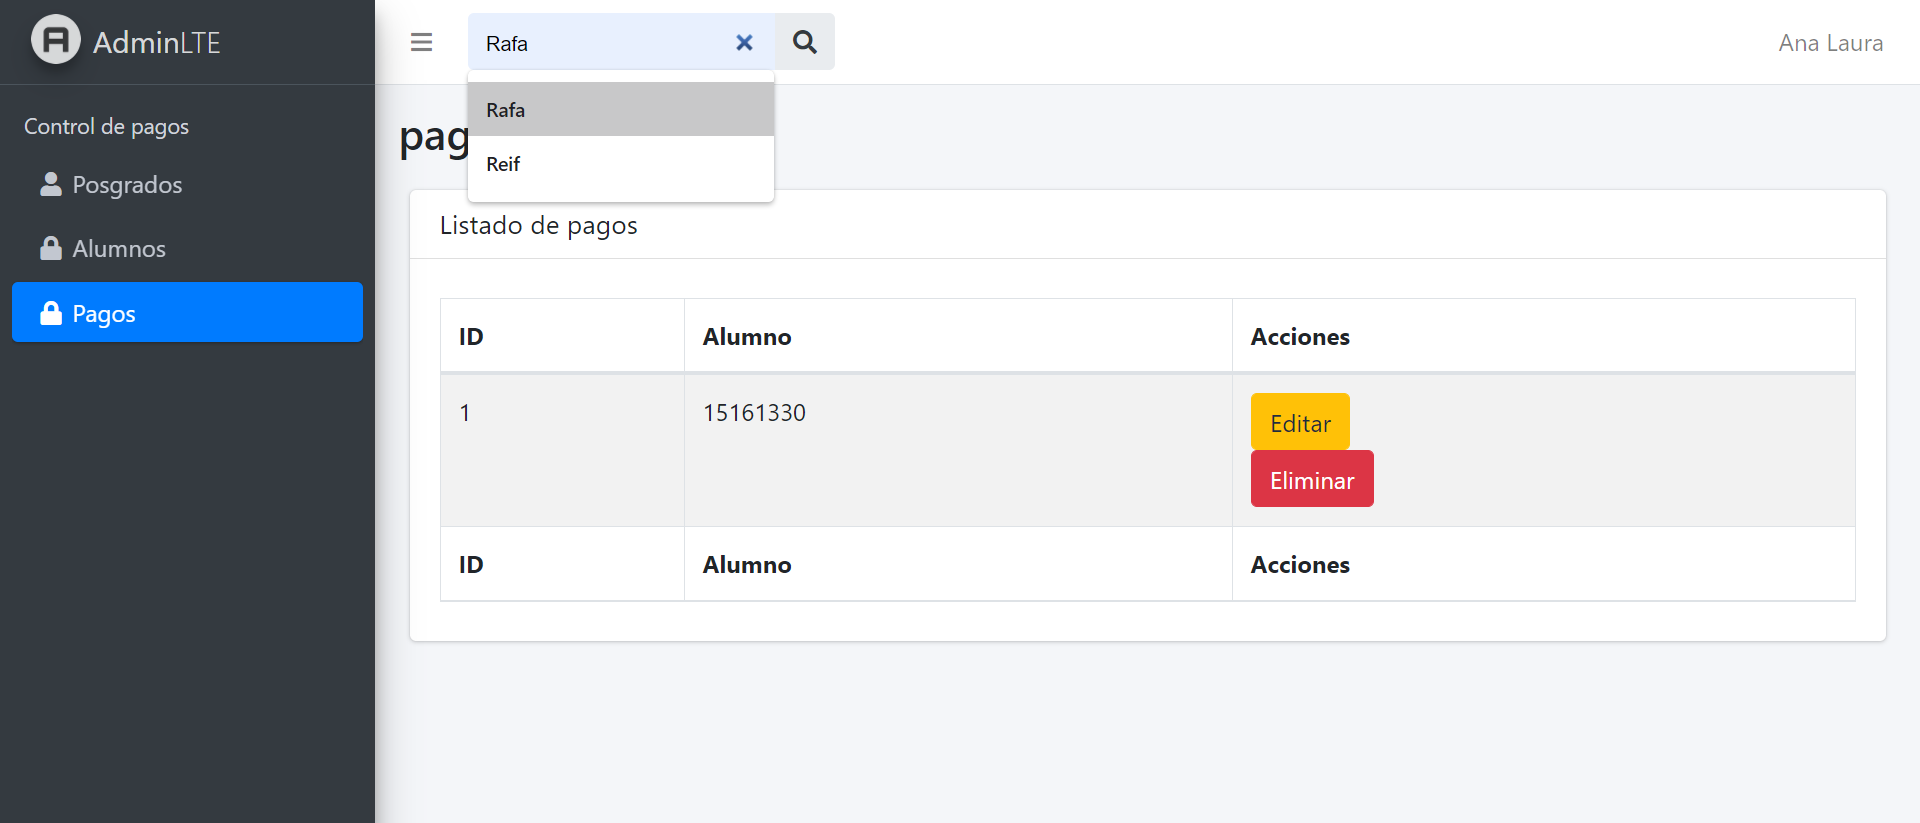 AdminLTE
Control de pagos
Posgrados
Alumnos
Pagos
Rafa
Ana Laura
Rafa
Reif
Listado de pagos
ID Alumno Acciones
1 15161330 Editar
Eliminar
ID Alumno Acciones